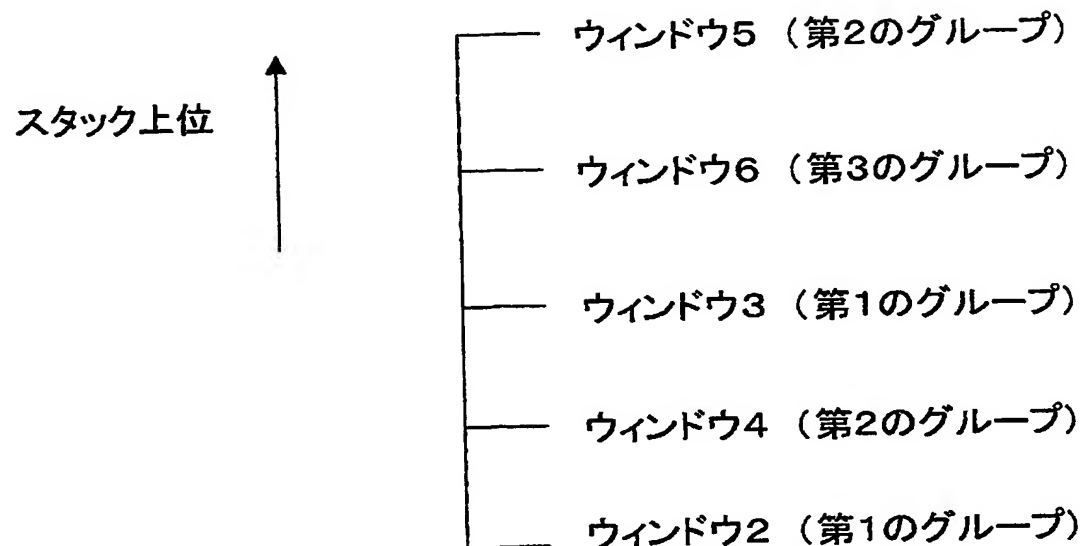 ウィンドウ5 （第2のグループ）
スタック上位
ウィンドウ6 （第3のグループ）
ウィンドウ3 （第1のグループ）
ウィンドウ4 （第2のグループ）
ウィンドウ2 （第1のグループ）